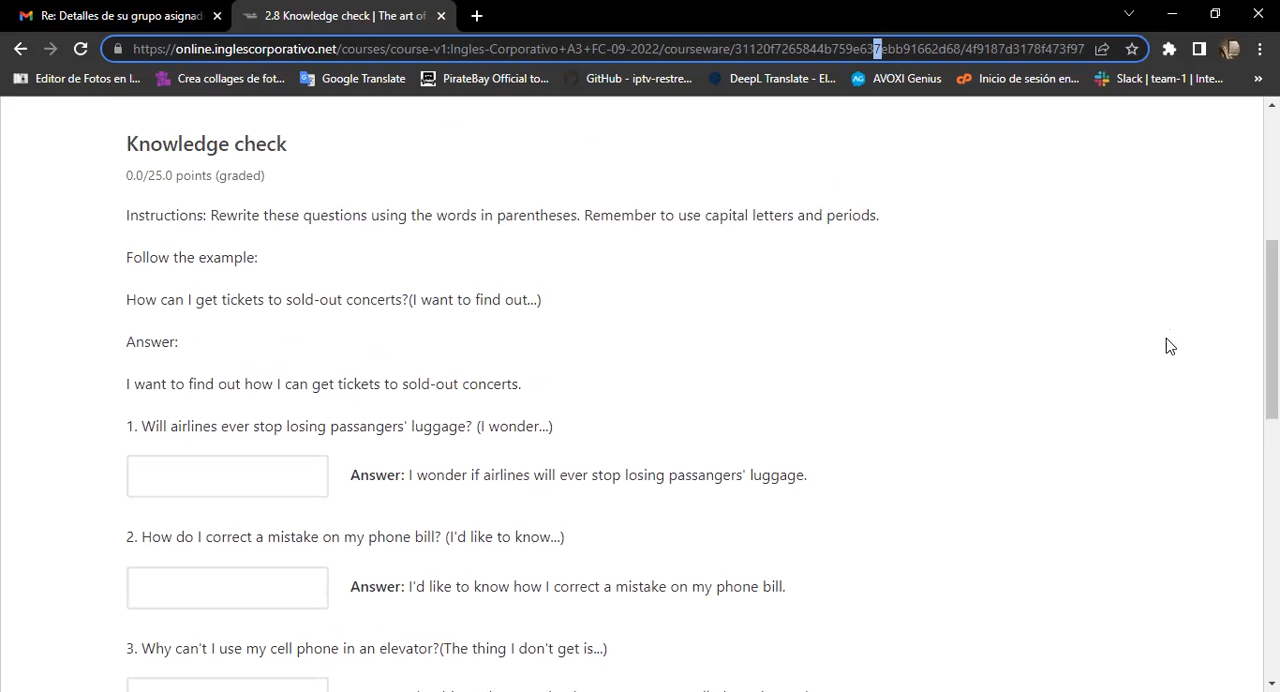 Re: Detalles de su grupo asignad
2.8 Knowledge check | The art of
https://online.inglescorporativo.net/courses/course-v1:Ingles-Corporativo+A3+FC-09-2022/courseware/31120f7265844b759e637ebb91662d68/4f9187d3178f473f97
Editor de Fotos en l... Crea collages de fot... Google Translate PirateBay Official to... GitHub - iptv-restre... DeepL Translate - El... AVOXI Genius Inicio de sesión en... Slack | team-1 | Inte... »
Knowledge check
0.0/25.0 points (graded)
Instructions: Rewrite these questions using the words in parentheses. Remember to use capital letters and periods.
Follow the example:
How can I get tickets to sold-out concerts?(I want to find out...)
Answer:
I want to find out how I can get tickets to sold-out concerts.
1. Will airlines ever stop losing passangers' luggage? (I wonder...)
Answer: I wonder if airlines will ever stop losing passangers' luggage.
2. How do I correct a mistake on my phone bill? (I'd like to know...)
Answer: I'd like to know how I correct a mistake on my phone bill.
3. Why can't I use my cell phone in an elevator?(The thing I don't get is...)